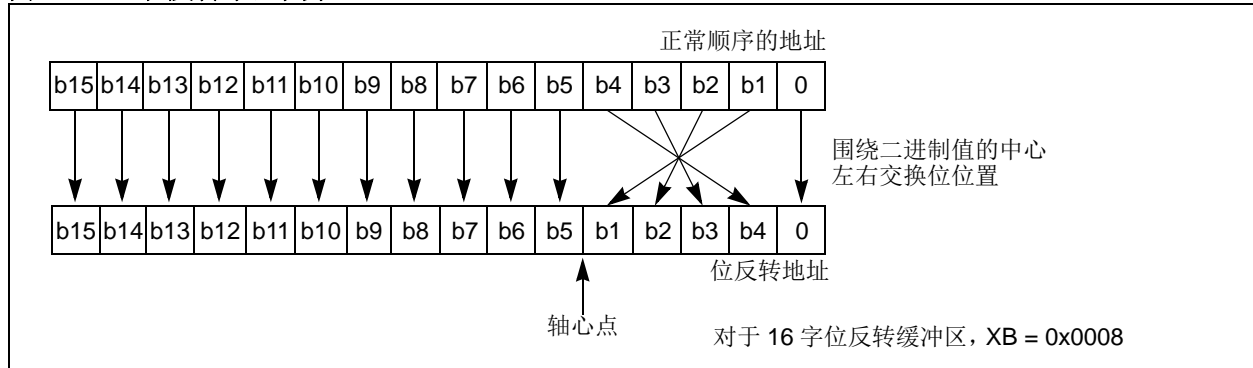 正常顺序的地址
b15 b14 b13 b12 b11 b10 b9 b8 b7 b6 b5 b4 b3 b2 b1 0
围绕二进制值的中心
左右交换位位置
b15 b14 b13 b12 b11 b10 b9 b8 b7 b6 b5 b1 b2 b3 b4 0
位反转地址
轴心点
对于 16 字位反转缓冲区，XB = 0x0008